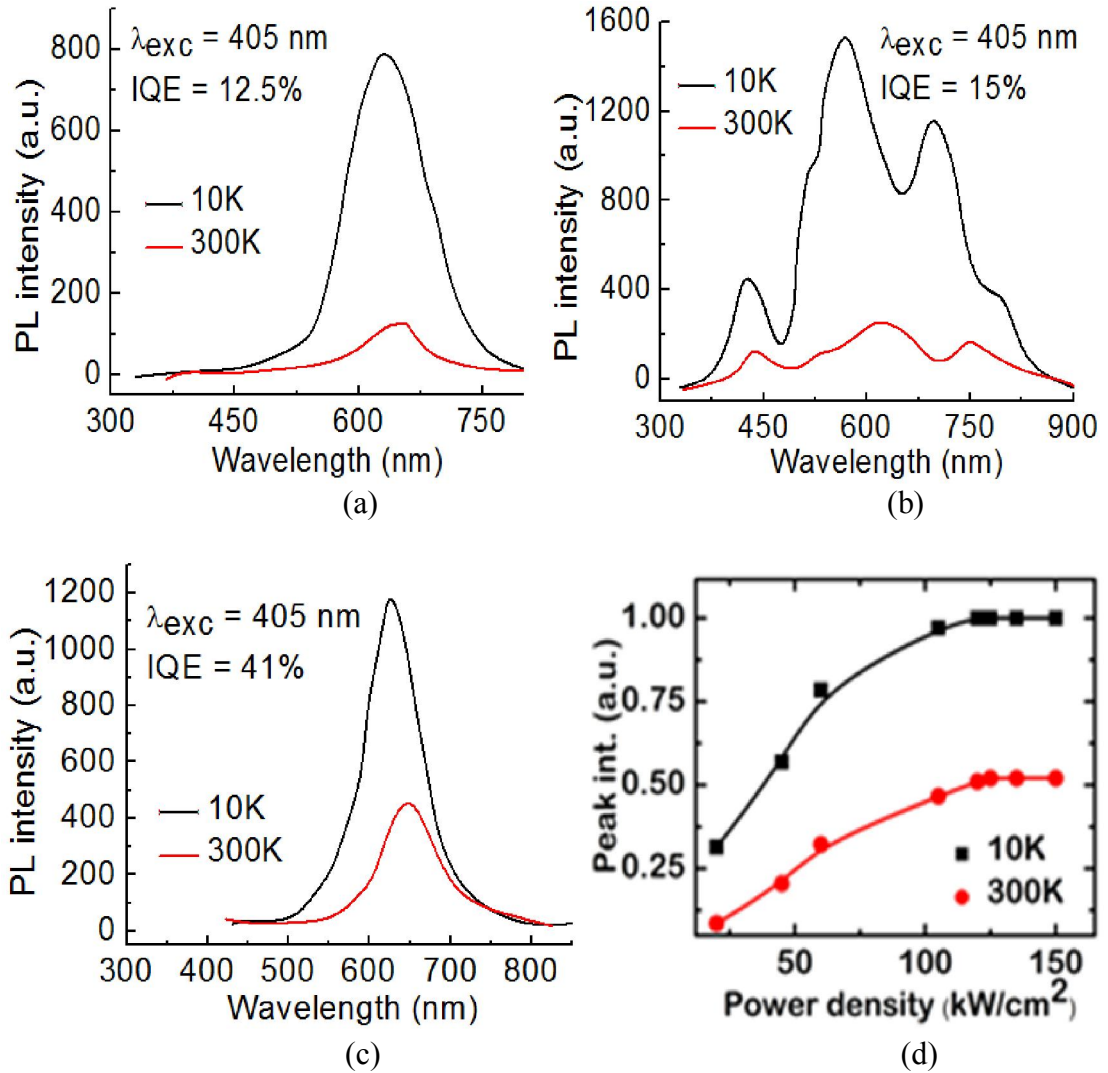 λexc = 405 nm
IQE = 12.5%
10K
300K
PL intensity (a.u.)
800
600
400
200
0
300 450 600 750
Wavelength (nm)
(a)
λexc = 405 nm
IQE = 15%
10K
300K
PL intensity (a.u.)
1600
1200
800
400
0
300 450 600 750 900
Wavelength (nm)
(b)
λexc = 405 nm
IQE = 41%
10K
300K
PL intensity (a.u.)
1200
1000
800
600
400
200
0
300 400 500 600 700 800
Wavelength (nm)
(c)
Peak int. (a.u.)
1.00
0.75
0.50
0.25
10K
300K
50 100 150
Power density (kW/cm²)
(d)